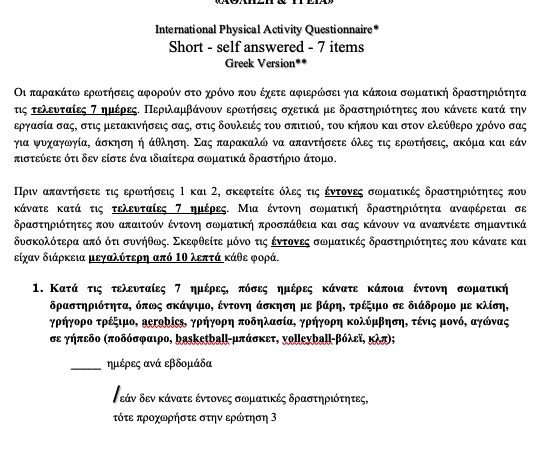 «ΑΘΛΗΣΗ & ΥΓΕΙΑ»
International Physical Activity Questionnaire*
Short - self answered - 7 items
Greek Version**
Οι παρακάτω ερωτήσεις αφορούν στο χρόνο που έχετε αφιερώσει για κάποια σωματική δραστηριότητα
τις τελευταίες 7 ημέρες. Περιλαμβάνουν ερωτήσεις σχετικά με δραστηριότητες που κάνετε κατά την
εργασία σας, στις μετακινήσεις σας, στις δουλειές του σπιτιού, του κήπου και στον ελεύθερο χρόνο σας
για ψυχαγωγία, άσκηση ή άθληση. Σας παρακαλώ να απαντήσετε όλες τις ερωτήσεις, ακόμα και εάν
πιστεύετε ότι δεν είστε ένα ιδιαίτερα σωματικά δραστήριο άτομο.
Πριν απαντήσετε τις ερωτήσεις 1 και 2, σκεφτείτε όλες τις έντονες σωματικές δραστηριότητες που
κάνατε κατά τις τελευταίες 7 ημέρες. Μια έντονη σωματική δραστηριότητα αναφέρεται σε
δραστηριότητες που απαιτούν έντονη σωματική προσπάθεια και σας κάνουν να αναπνέετε σημαντικά
δυσκολότερα από ότι συνήθως. Σκεφθείτε μόνο τις έντονες σωματικές δραστηριότητες που κάνατε και
είχαν διάρκεια μεγαλύτερη από 10 λεπτά κάθε φορά.
1. Κατά τις τελευταίες 7 ημέρες, πόσες ημέρες κάνατε κάποια έντονη σωματική
δραστηριότητα, όπως σκάψιμο, έντονη άσκηση με βάρη, τρέξιμο σε διάδρομο με κλίση,
γρήγορο τρέξιμο, aerobics, γρήγορη ποδηλασία, γρήγορη κολύμβηση, τένις μονό, αγώνας
σε γήπεδο (ποδόσφαιρο, basketball-μπάσκετ, volleyball-βόλεϊ, κλπ);
_____ ημέρες ανά εβδομάδα
/εάν δεν κάνατε έντονες σωματικές δραστηριότητες,
τότε προχωρήστε στην ερώτηση 3